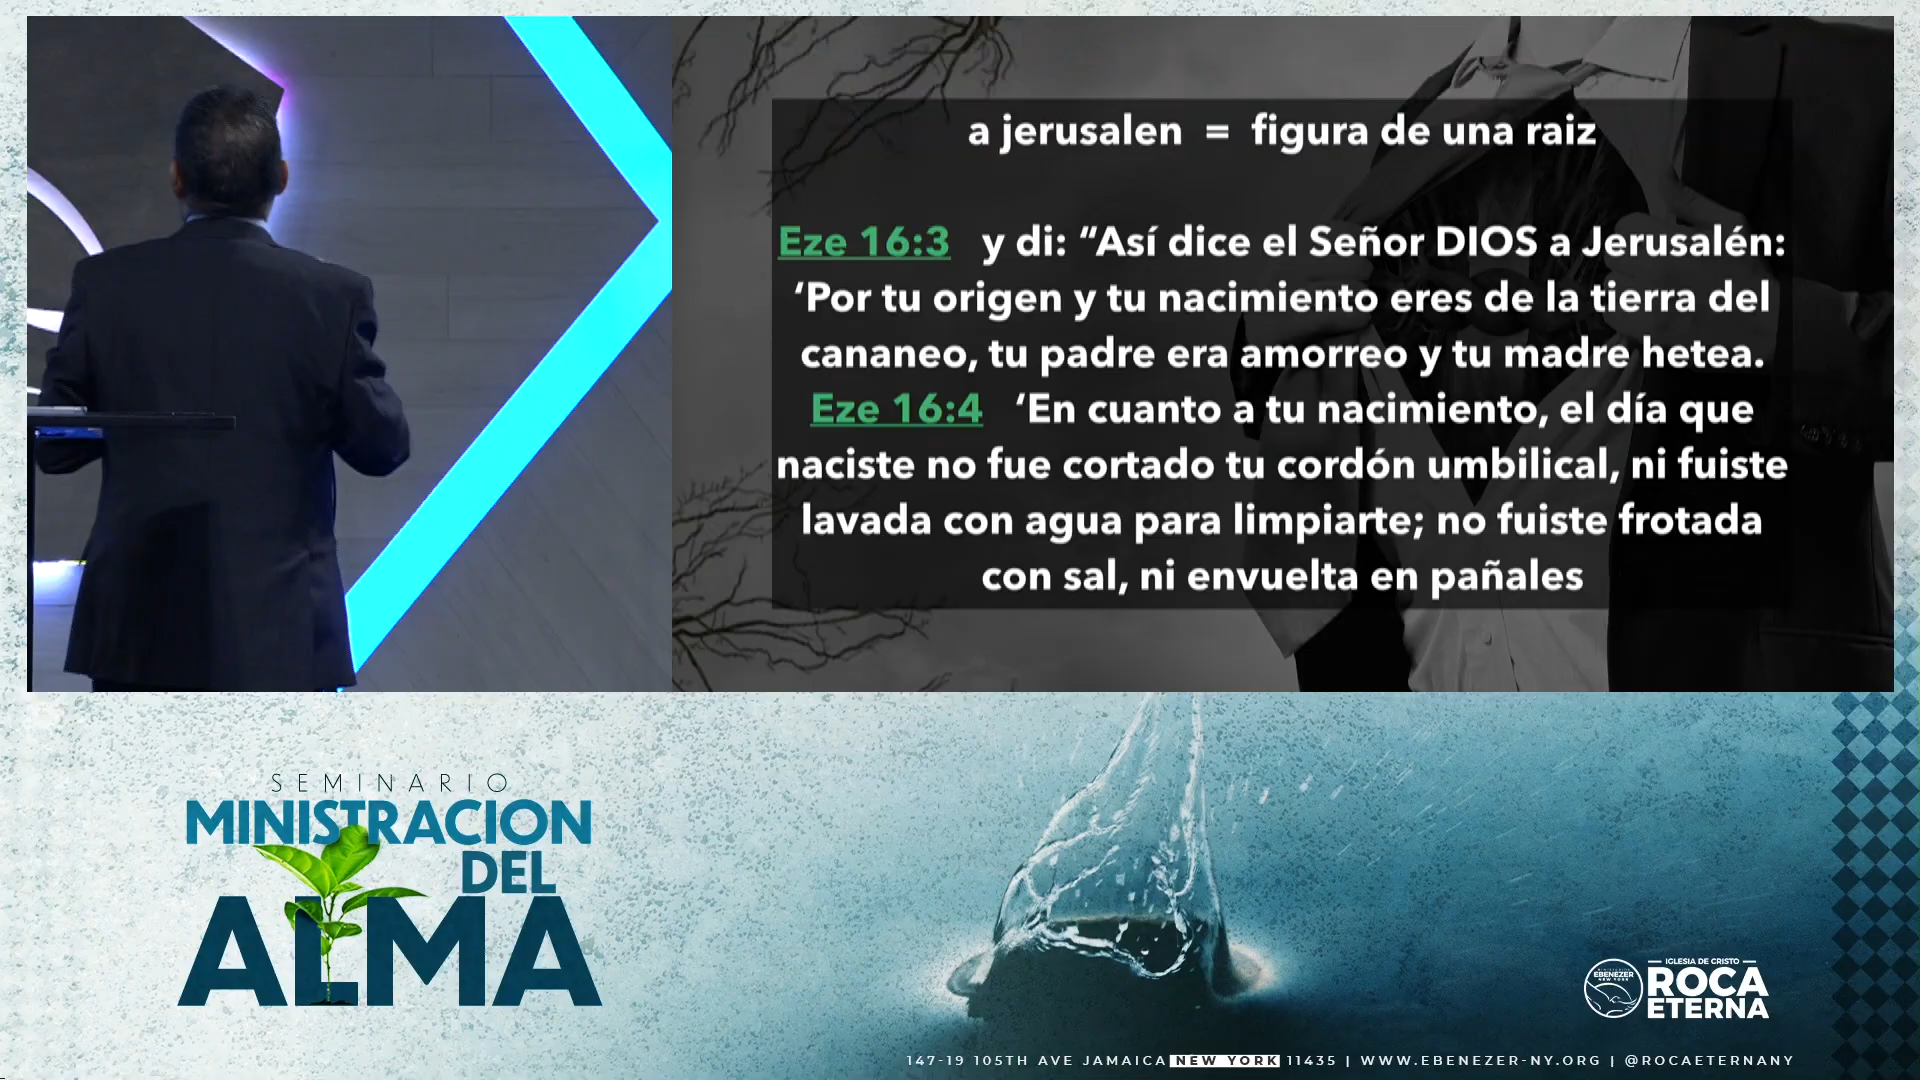 a jerusalen = figura de una raiz
Eze 16:3 y di: “Así dice el Señor DIOS a Jerusalén:
‘Por tu origen y tu nacimiento eres de la tierra del
cananeo, tu padre era amorreo y tu madre hetea.
Eze 16:4 ‘En cuanto a tu nacimiento, el día que
naciste no fue cortado tu cordón umbilical, ni fuiste
lavada con agua para limpiarte; no fuiste frotada
con sal, ni envuelta en pañales
SEMINARIO
MINISTRACION
DEL
ALMA
EBENEZER
NEW YORK
IGLESIA DE CRISTO
ROCA
ETERNA
147-19 105TH AVE JAMAICA NEW YORK 11435 | WWW.EBENEZER-NY.ORG | @ROCAETERNANY